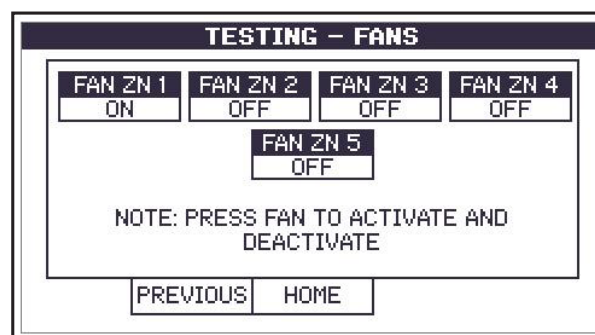 TESTING – FANS
FAN ZN 1 FAN ZN 2 FAN ZN 3 FAN ZN 4
ON OFF OFF OFF
FAN ZN 5
OFF
NOTE: PRESS FAN TO ACTIVATE AND
DEACTIVATE
PREVIOUS HOME